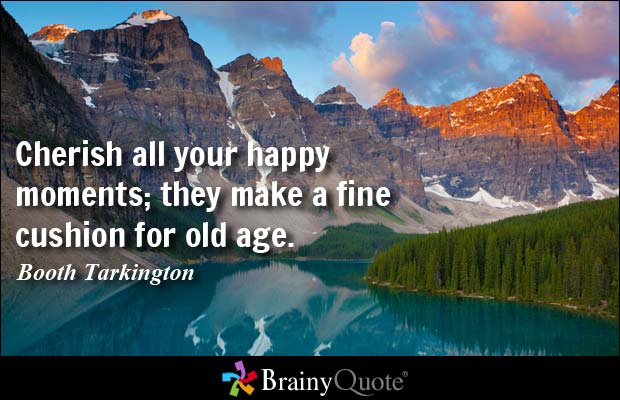 Cherish all your happy
moments; they make a fine
cushion for old age.
Booth Tarkington
BrainyQuote®